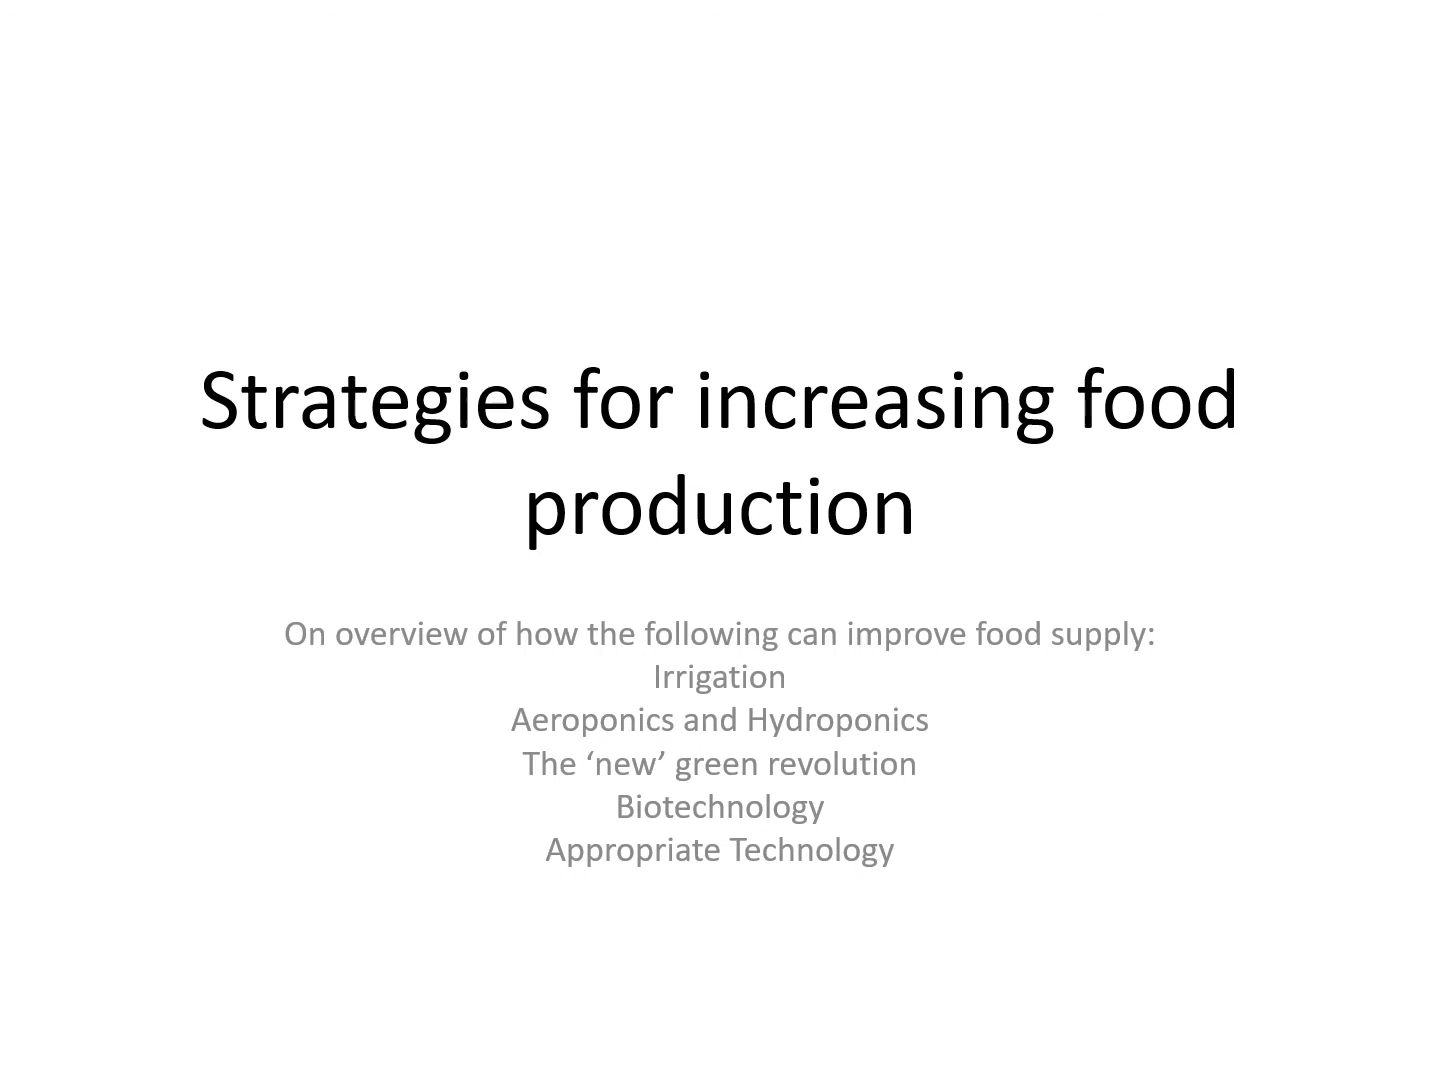 Strategies for increasing food
production
On overview of how the following can improve food supply:
Irrigation
Aeroponics and Hydroponics
The ‘new’ green revolution
Biotechnology
Appropriate Technology